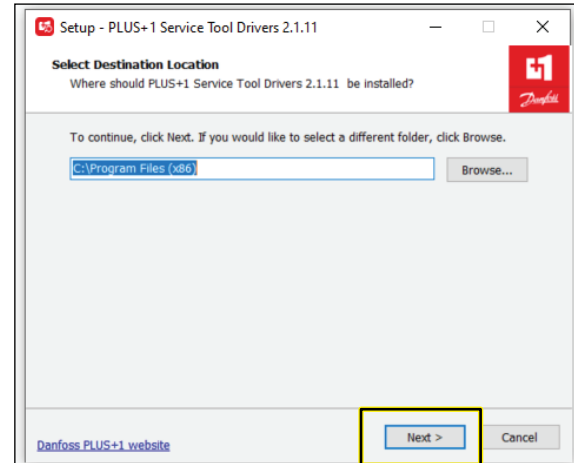 Setup - PLUS+1 Service Tool Drivers 2.1.11
Select Destination Location
Where should PLUS+1 Service Tool Drivers 2.1.11 be installed?
Danfoss
To continue, click Next. If you would like to select a different folder, click Browse.
C:\Program Files (x86)
Browse...
Danfoss PLUS+1 website
Next >
Cancel